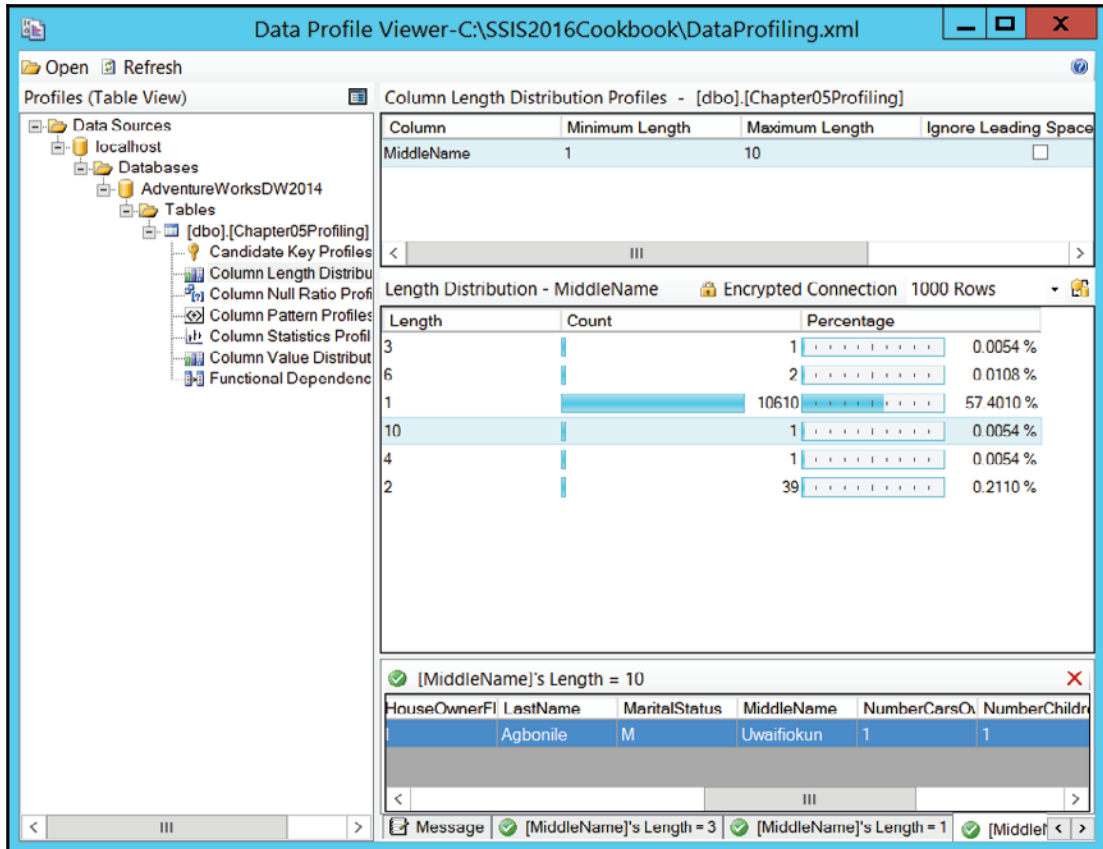 Data Profile Viewer-C:\SSIS2016Cookbook\DataProfiling.xml
Open Refresh
Profiles (Table View)
Data Sources
localhost
Databases
AdventureWorksDW2014
Tables
[dbo].[Chapter05Profiling]
Candidate Key Profiles
Column Length Distribu
Column Null Ratio Profi
Column Pattern Profiles
Column Statistics Profil
Column Value Distribut
Functional Dependenc
Column Length Distribution Profiles - [dbo].[Chapter05Profiling]
Column Minimum Length Maximum Length Ignore Leading Space
MiddleName 1 10
Length Distribution - MiddleName Encrypted Connection 1000 Rows
Length Count Percentage
3 1 0.0054 %
6 2 0.0108 %
1 10610 57.4010 %
10 1 0.0054 %
4 1 0.0054 %
2 39 0.2110 %
[MiddleName]'s Length = 10
HouseOwnerFl LastName MaritalStatus MiddleName NumberCarsOv NumberChildre
Agbonile M Uwaifiokun 1 1
Message [MiddleName]'s Length = 3 [MiddleName]'s Length = 1 [MiddleN